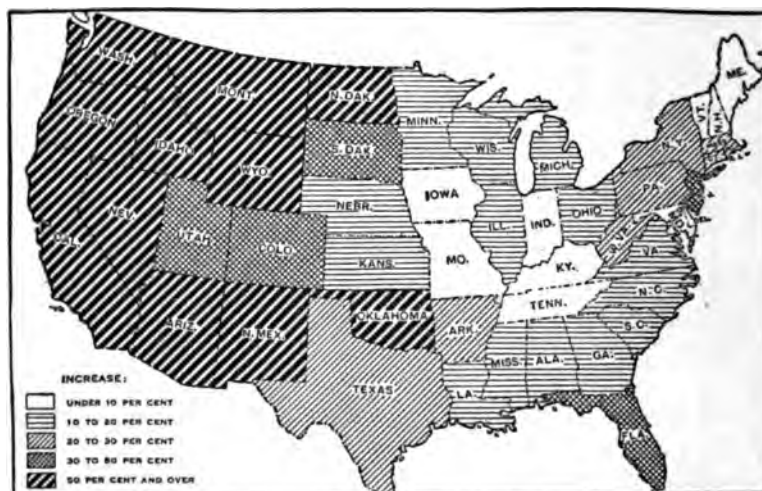 WASH.
MONT.
N. DAK.
MINN.
OREGON
IDAHO
WYO.
S. DAK.
WIS.
MICH.
N.Y.
VT.
N.H.
ME.
NEV.
UTAH
COLO.
NEBR.
IOWA
ILL.
IND.
OHIO
PA.
CAL.
KANS.
MO.
KY.
W.VA.
VA.
ARIZ.
N. MEX.
OKLAHOMA
ARK.
TENN.
N.C.
S.C.
TEXAS
LA.
MISS.
ALA.
GA.
FLA.
INCREASE:
UNDER 10 PER CENT
10 TO 20 PER CENT
20 TO 30 PER CENT
30 TO 50 PER CENT
50 PER CENT AND OVER